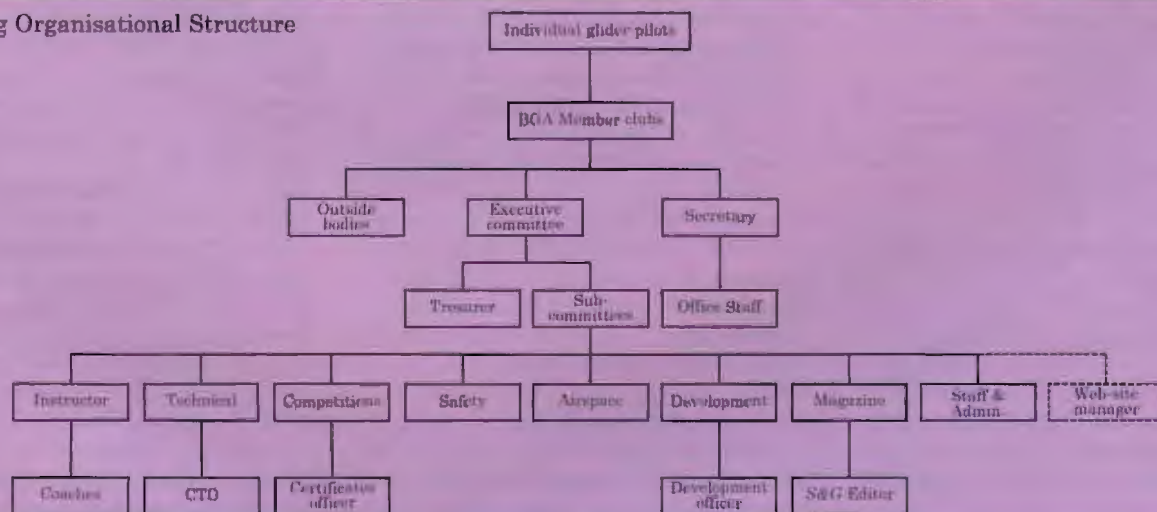 g Organisational Structure
Individual glider pilots
BGA Member clubs
Outside
bodies
Executive
committee
Secretary
Tresurer
Sub-
committees
Office Staff
Instructor
Technical
Competitions
Safety
Airspace
Development
Magazine
Staff &
Admin
Web-site
manager
Coaches
CTO
Certificates
officer
Development
officer
S&G Editor